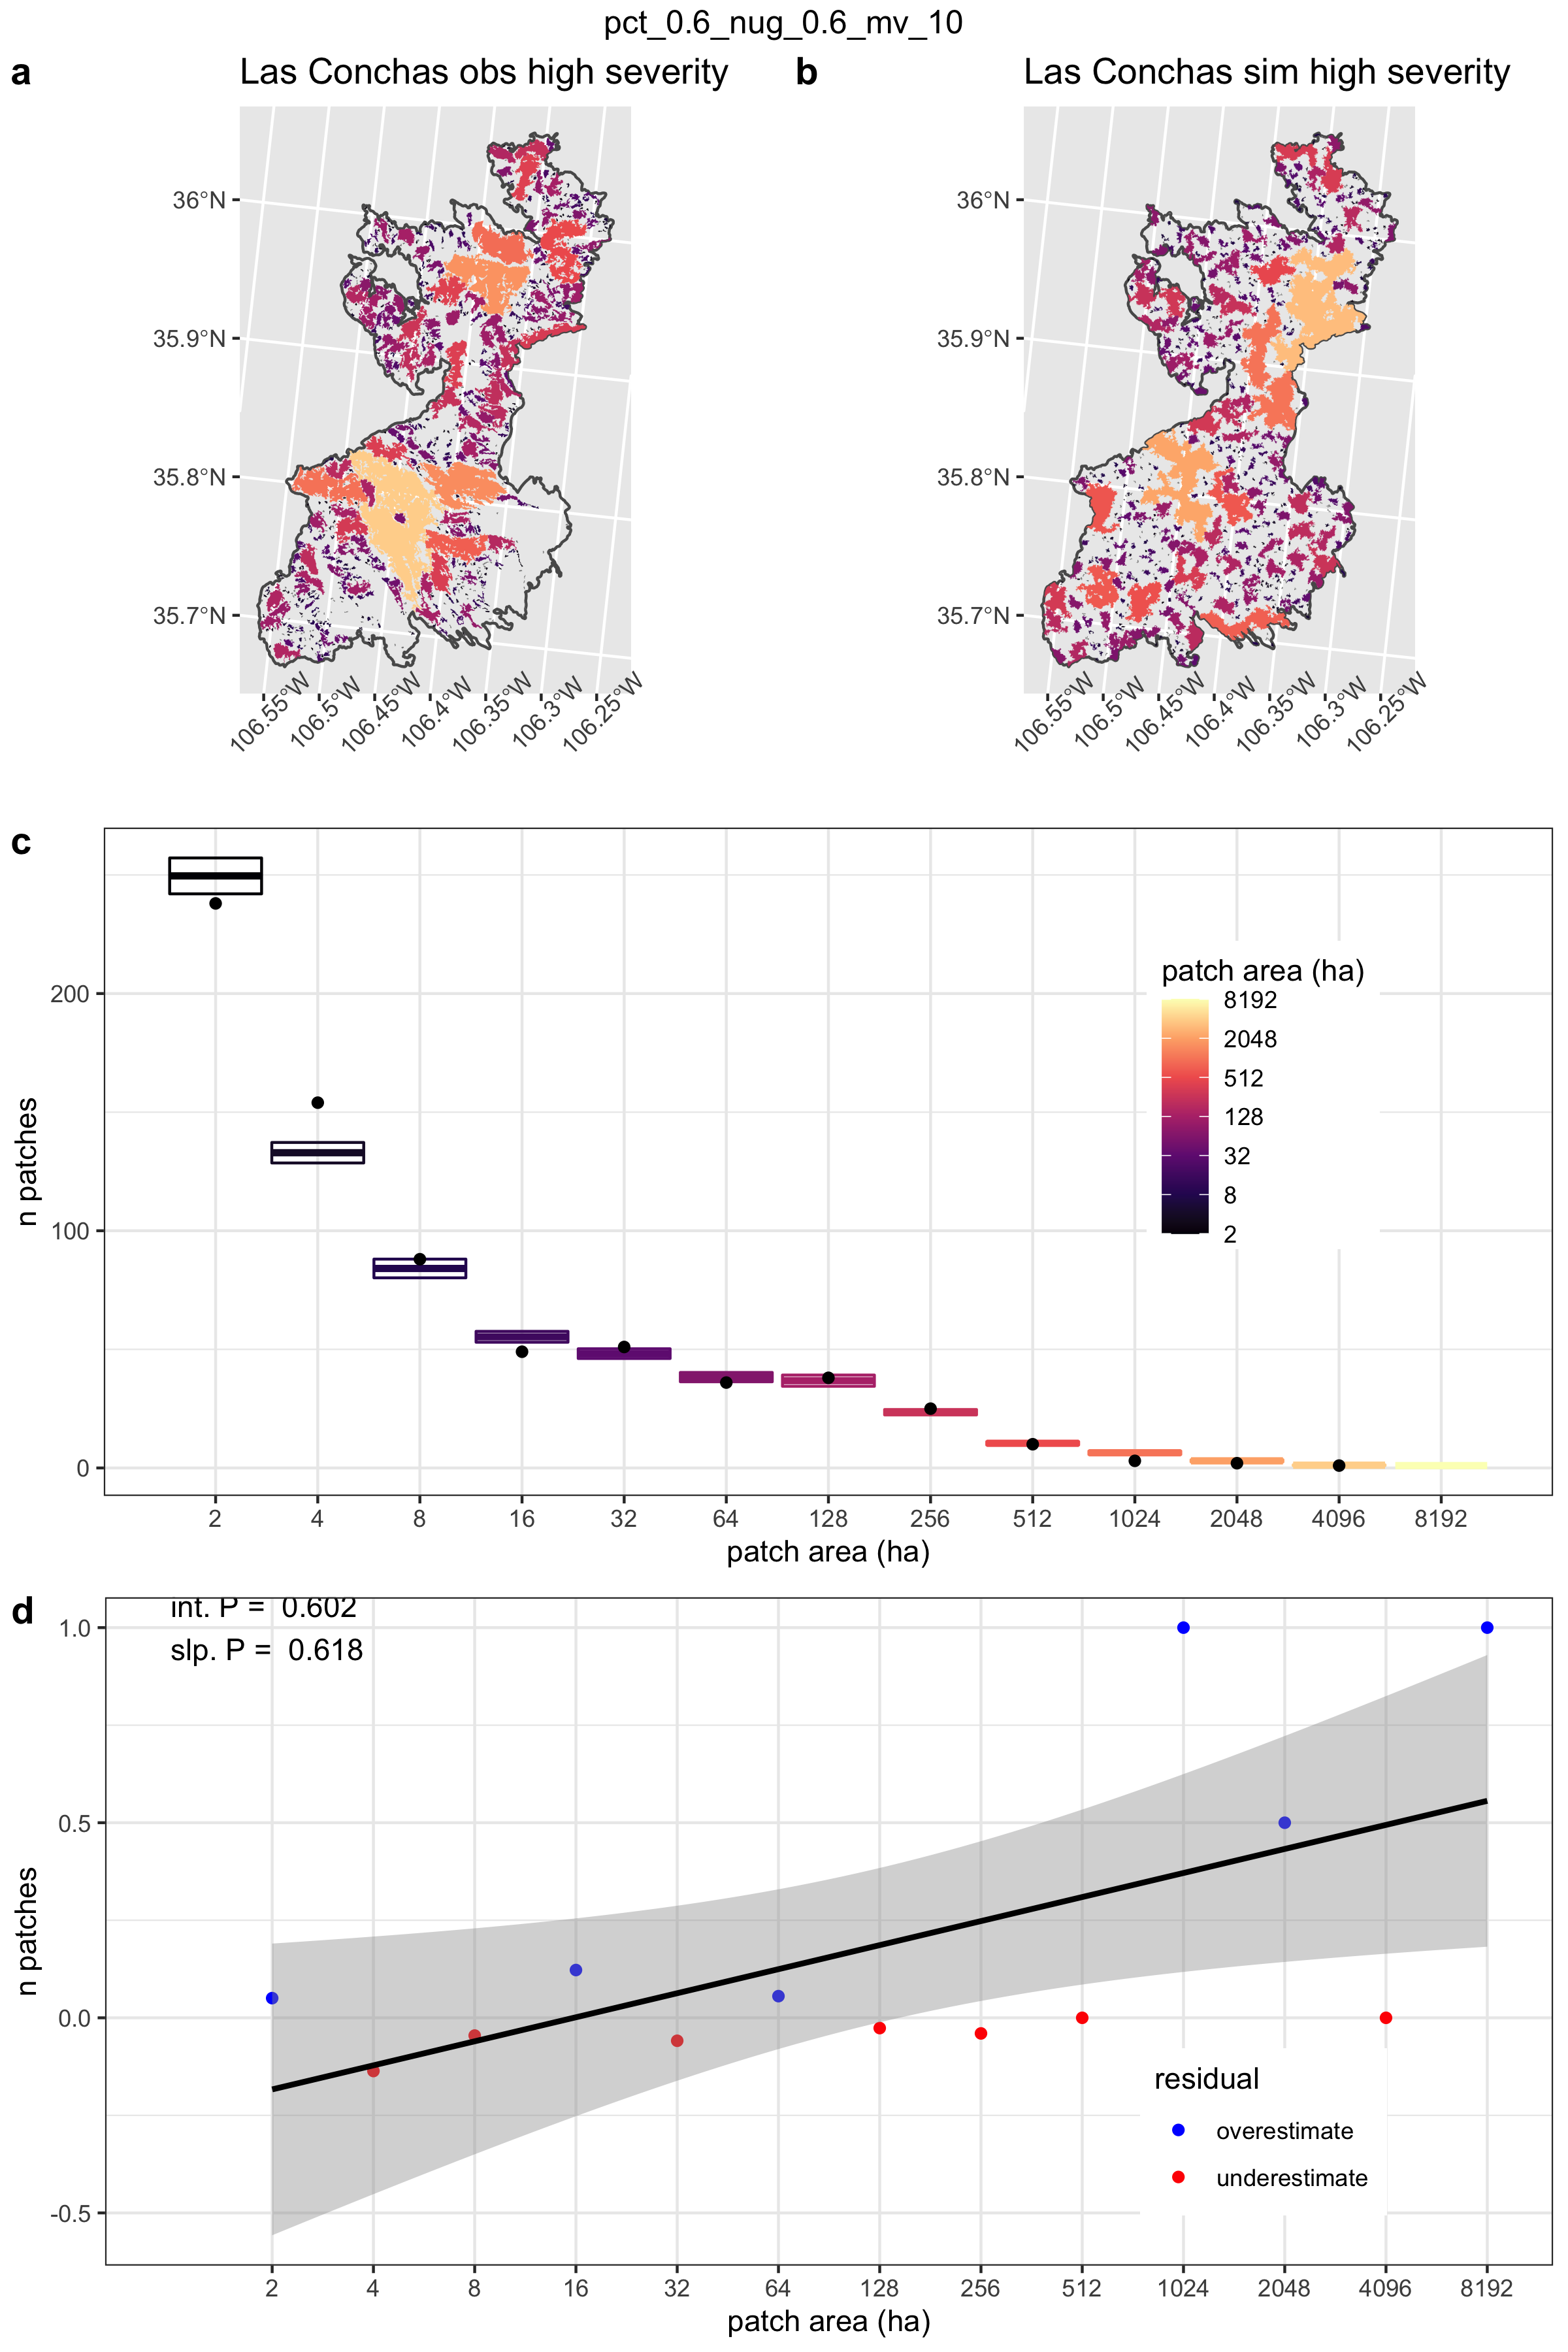 pct_0.6_nug_0.6_mv_10
a
Las Conchas obs high severity
b
Las Conchas sim high severity
36°N
35.9°N
35.8°N
35.7°N
106.55°W
106.5°W
106.45°W
106.4°W
106.35°W
106.3°W
106.25°W
36°N
35.9°N
35.8°N
35.7°N
106.55°W
106.5°W
106.45°W
106.4°W
106.35°W
106.3°W
106.25°W
c
n patches
200
100
0
patch area (ha)
8192
2048
512
128
32
8
2
2 4 8 16 32 64 128 256 512 1024 2048 4096 8192
patch area (ha)
d
int. P = 0.602
slp. P = 0.618
n patches
1.0
0.5
0.0
-0.5
residual
overestimate
underestimate
2 4 8 16 32 64 128 256 512 1024 2048 4096 8192
patch area (ha)